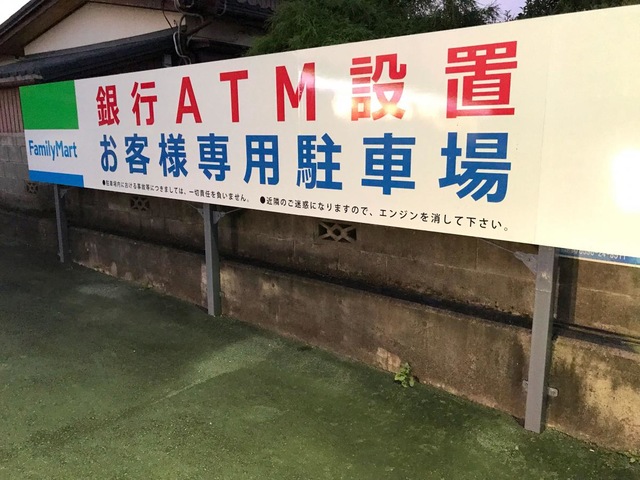 銀行ATM設置
FamilyMart
お客様専用駐車場
●駐車場内における事故等につきましては、一切責任を負いません。 ●近隣のご迷惑になりますので、エンジンを消して下さい。